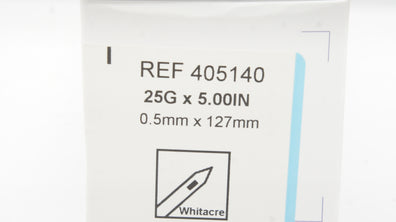 REF 405140
25G x 5.00IN
0.5mm x 127mm
Whitacre